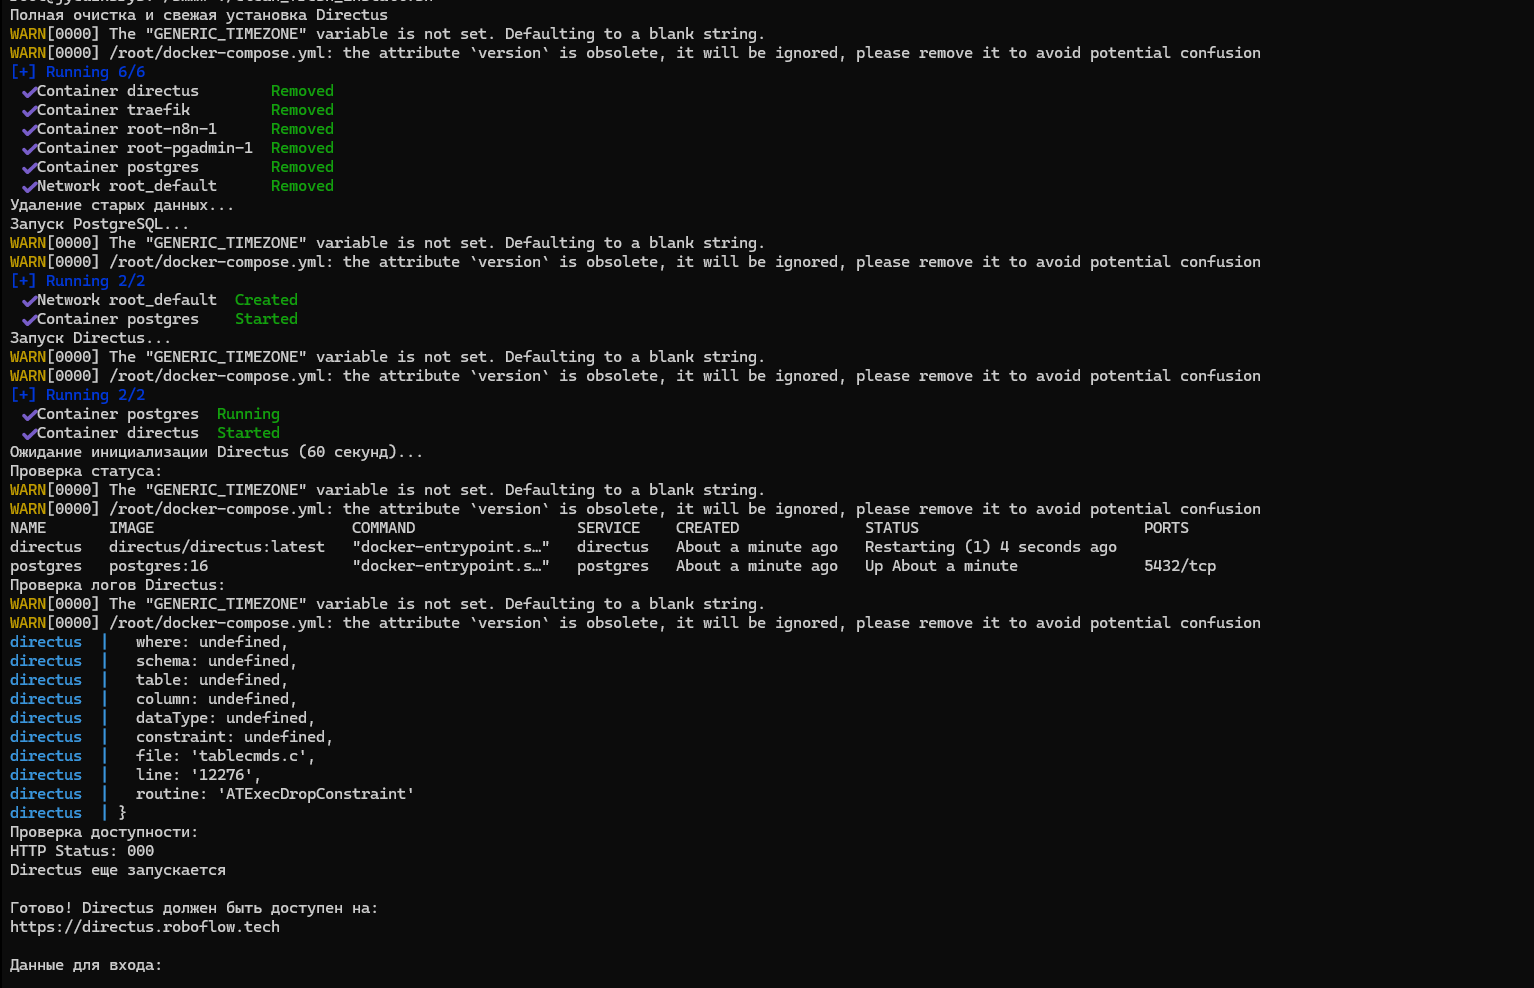 Полная очистка и свежая установка Directus
WARN[0000] The "GENERIC_TIMEZONE" variable is not set. Defaulting to a blank string.
WARN[0000] /root/docker-compose.yml: the attribute `version` is obsolete, it will be ignored, please remove it to avoid potential confusion
[+] Running 6/6
✔Container directus Removed
✔Container traefik Removed
✔Container root-n8n-1 Removed
✔Container root-pgadmin-1 Removed
✔Container postgres Removed
✔Network root_default Removed
Удаление старых данных...
Запуск PostgreSQL...
WARN[0000] The "GENERIC_TIMEZONE" variable is not set. Defaulting to a blank string.
WARN[0000] /root/docker-compose.yml: the attribute `version` is obsolete, it will be ignored, please remove it to avoid potential confusion
[+] Running 2/2
✔Network root_default Created
✔Container postgres Started
Запуск Directus...
WARN[0000] The "GENERIC_TIMEZONE" variable is not set. Defaulting to a blank string.
WARN[0000] /root/docker-compose.yml: the attribute `version` is obsolete, it will be ignored, please remove it to avoid potential confusion
[+] Running 2/2
✔Container postgres Running
✔Container directus Started
Ожидание инициализации Directus (60 секунд)...
Проверка статуса:
WARN[0000] The "GENERIC_TIMEZONE" variable is not set. Defaulting to a blank string.
WARN[0000] /root/docker-compose.yml: the attribute `version` is obsolete, it will be ignored, please remove it to avoid potential confusion
NAME IMAGE COMMAND SERVICE CREATED STATUS PORTS
directus directus/directus:latest "docker-entrypoint.s…" directus About a minute ago Restarting (1) 4 seconds ago
postgres postgres:16 "docker-entrypoint.s…" postgres About a minute ago Up About a minute 5432/tcp
Проверка логов Directus:
WARN[0000] The "GENERIC_TIMEZONE" variable is not set. Defaulting to a blank string.
WARN[0000] /root/docker-compose.yml: the attribute `version` is obsolete, it will be ignored, please remove it to avoid potential confusion
directus | where: undefined,
directus | schema: undefined,
directus | table: undefined,
directus | column: undefined,
directus | dataType: undefined,
directus | constraint: undefined,
directus | file: 'tablecmds.c',
directus | line: '12276',
directus | routine: 'ATExecDropConstraint'
directus | }
Проверка доступности:
HTTP Status: 000
Directus еще запускается
Готово! Directus должен быть доступен на:
https://directus.roboflow.tech
Данные для входа: